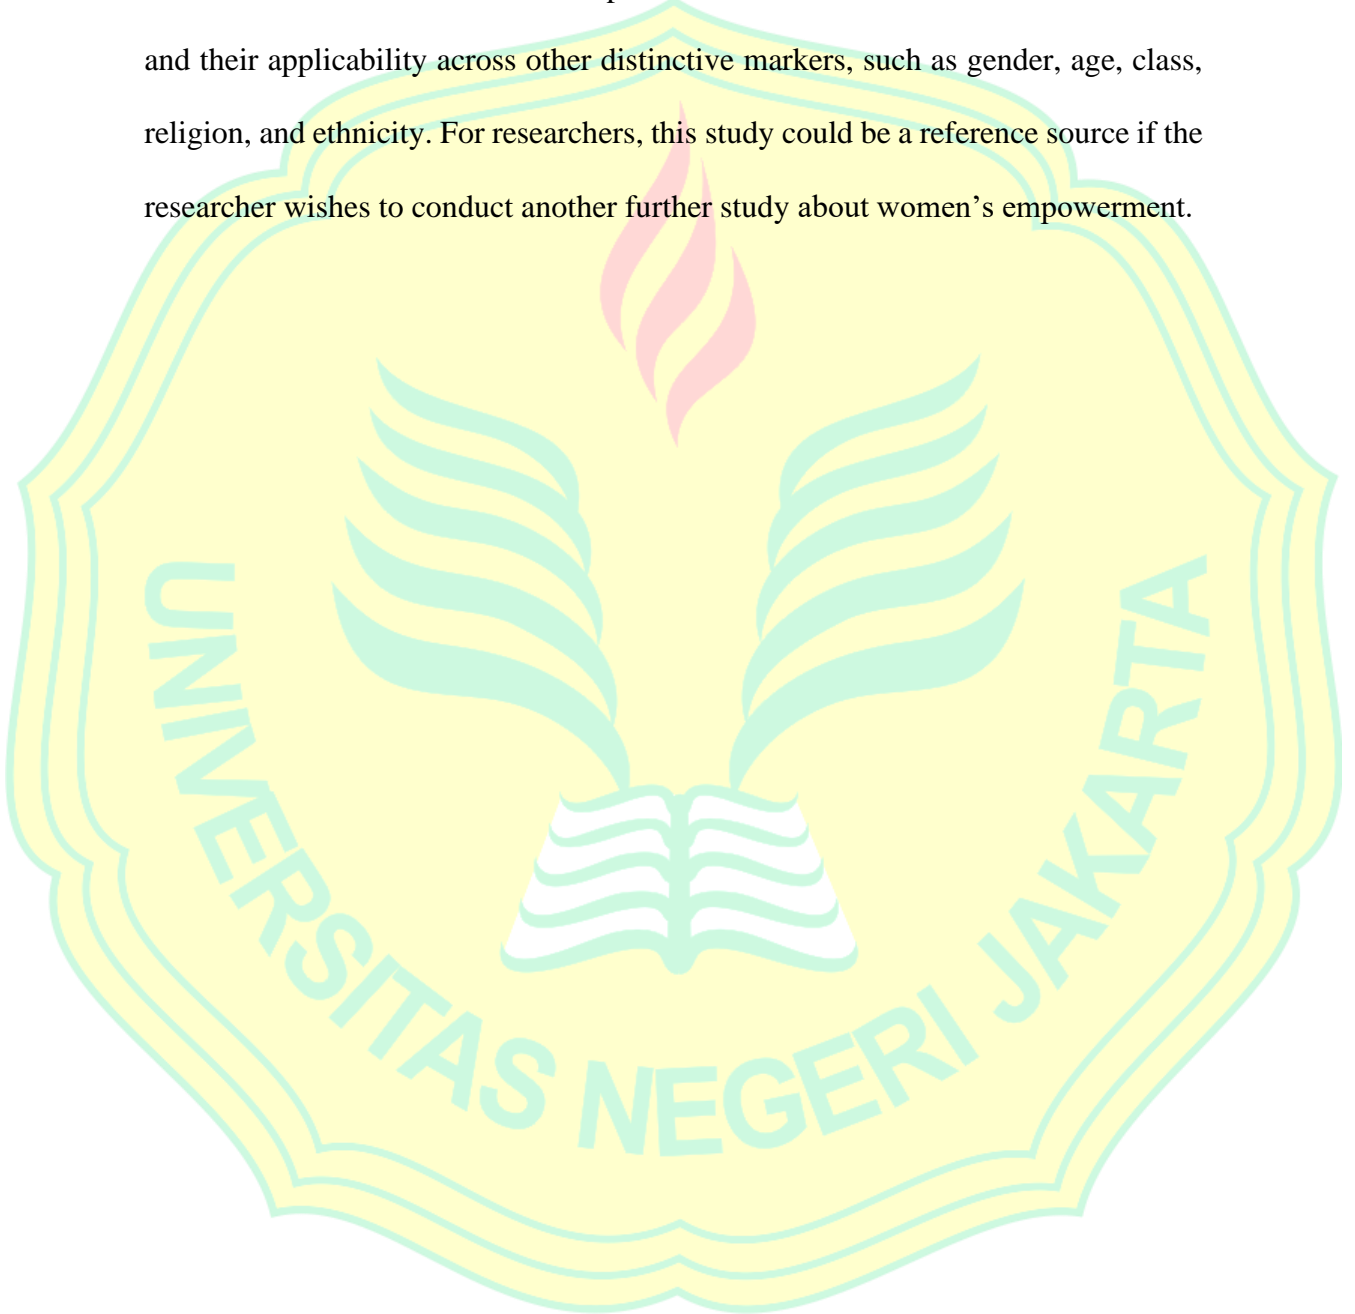 and their applicability across other distinctive markers, such as gender, age, class,
religion, and ethnicity. For researchers, this study could be a reference source if the
researcher wishes to conduct another further study about women’s empowerment.
UNIVERSITAS NEGERI JAKARTA